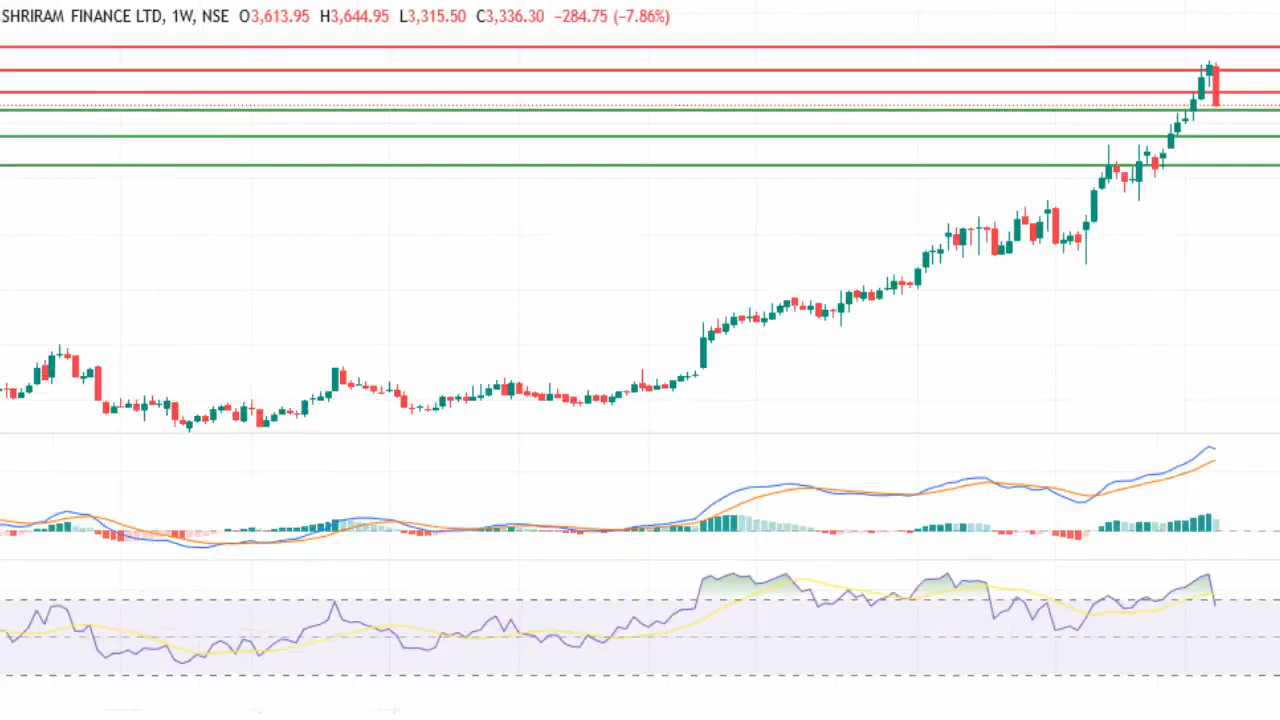 SHRIRAM FINANCE LTD, 1W, NSE O3,613.95 H3,644.95 L3,315.50 C3,336.30 −284.75 (−7.86%)